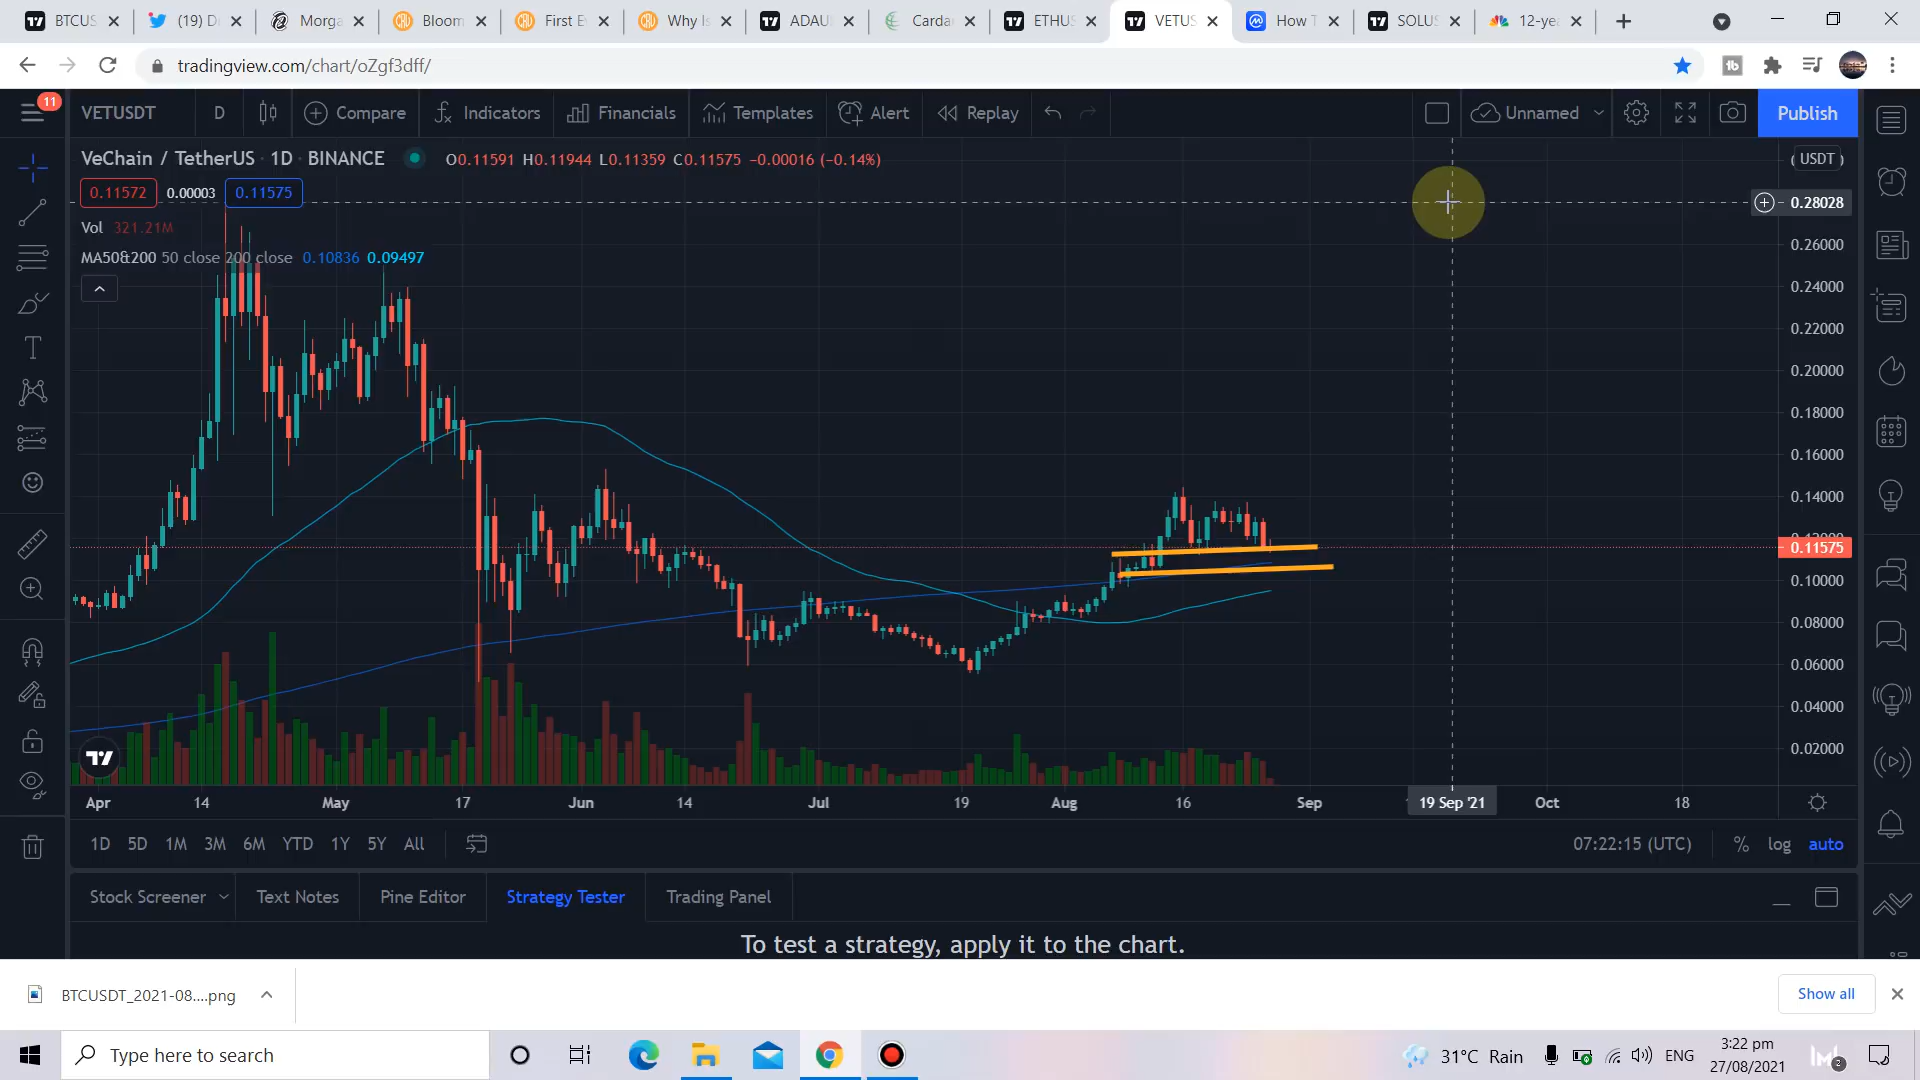 BTCUS
(19) D
Morga
Bloom
First E
Why Is
ADAU
Carda
ETHUS
VETUS
How T
SOLUS
12-ye
tradingview.com/chart/oZgf3dff/
11
VETUSDT D Compare Indicators Financials Templates Alert Replay Unnamed Publish
VeChain / TetherUS · 1D · BINANCE O0.11591 H0.11944 L0.11359 C0.11575 −0.00016 (−0.14%)
USDT
0.11572 0.00003 0.11575
0.28028
Vol 321.21M
0.26000
MA50&200 50 close 200 close 0.10836 0.09497
0.24000
0.22000
0.20000
0.18000
0.16000
0.14000
0.11575
0.10000
0.08000
0.06000
0.04000
0.02000
Apr 14 May 17 Jun 14 Jul 19 Aug 16 Sep 19 Sep '21 Oct 18
1D 5D 1M 3M 6M YTD 1Y 5Y All 07:22:15 (UTC) % log auto
Stock Screener Text Notes Pine Editor Strategy Tester Trading Panel
To test a strategy, apply it to the chart.
BTCUSDT_2021-08....png Show all
Type here to search
31°C Rain ENG
3:22 pm
27/08/2021
2